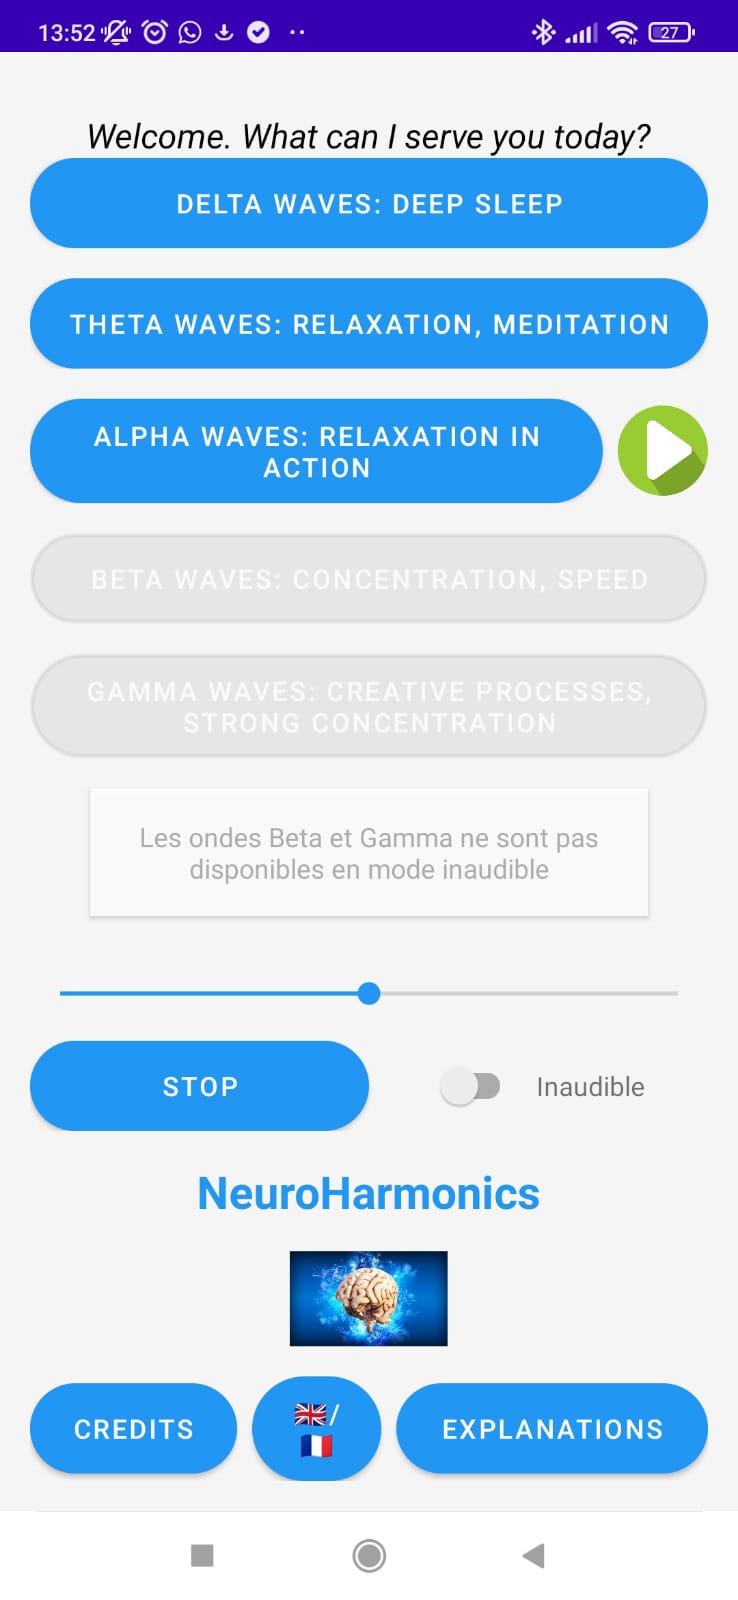 13:52
27
Welcome. What can I serve you today?
DELTA WAVES: DEEP SLEEP
THETA WAVES: RELAXATION, MEDITATION
ALPHA WAVES: RELAXATION IN
ACTION
BETA WAVES: CONCENTRATION, SPEED
GAMMA WAVES: CREATIVE PROCESSES,
STRONG CONCENTRATION
Les ondes Beta et Gamma ne sont pas
disponibles en mode inaudible
STOP
Inaudible
NeuroHarmonics
CREDITS
🇬🇧/
🇫🇷
EXPLANATIONS